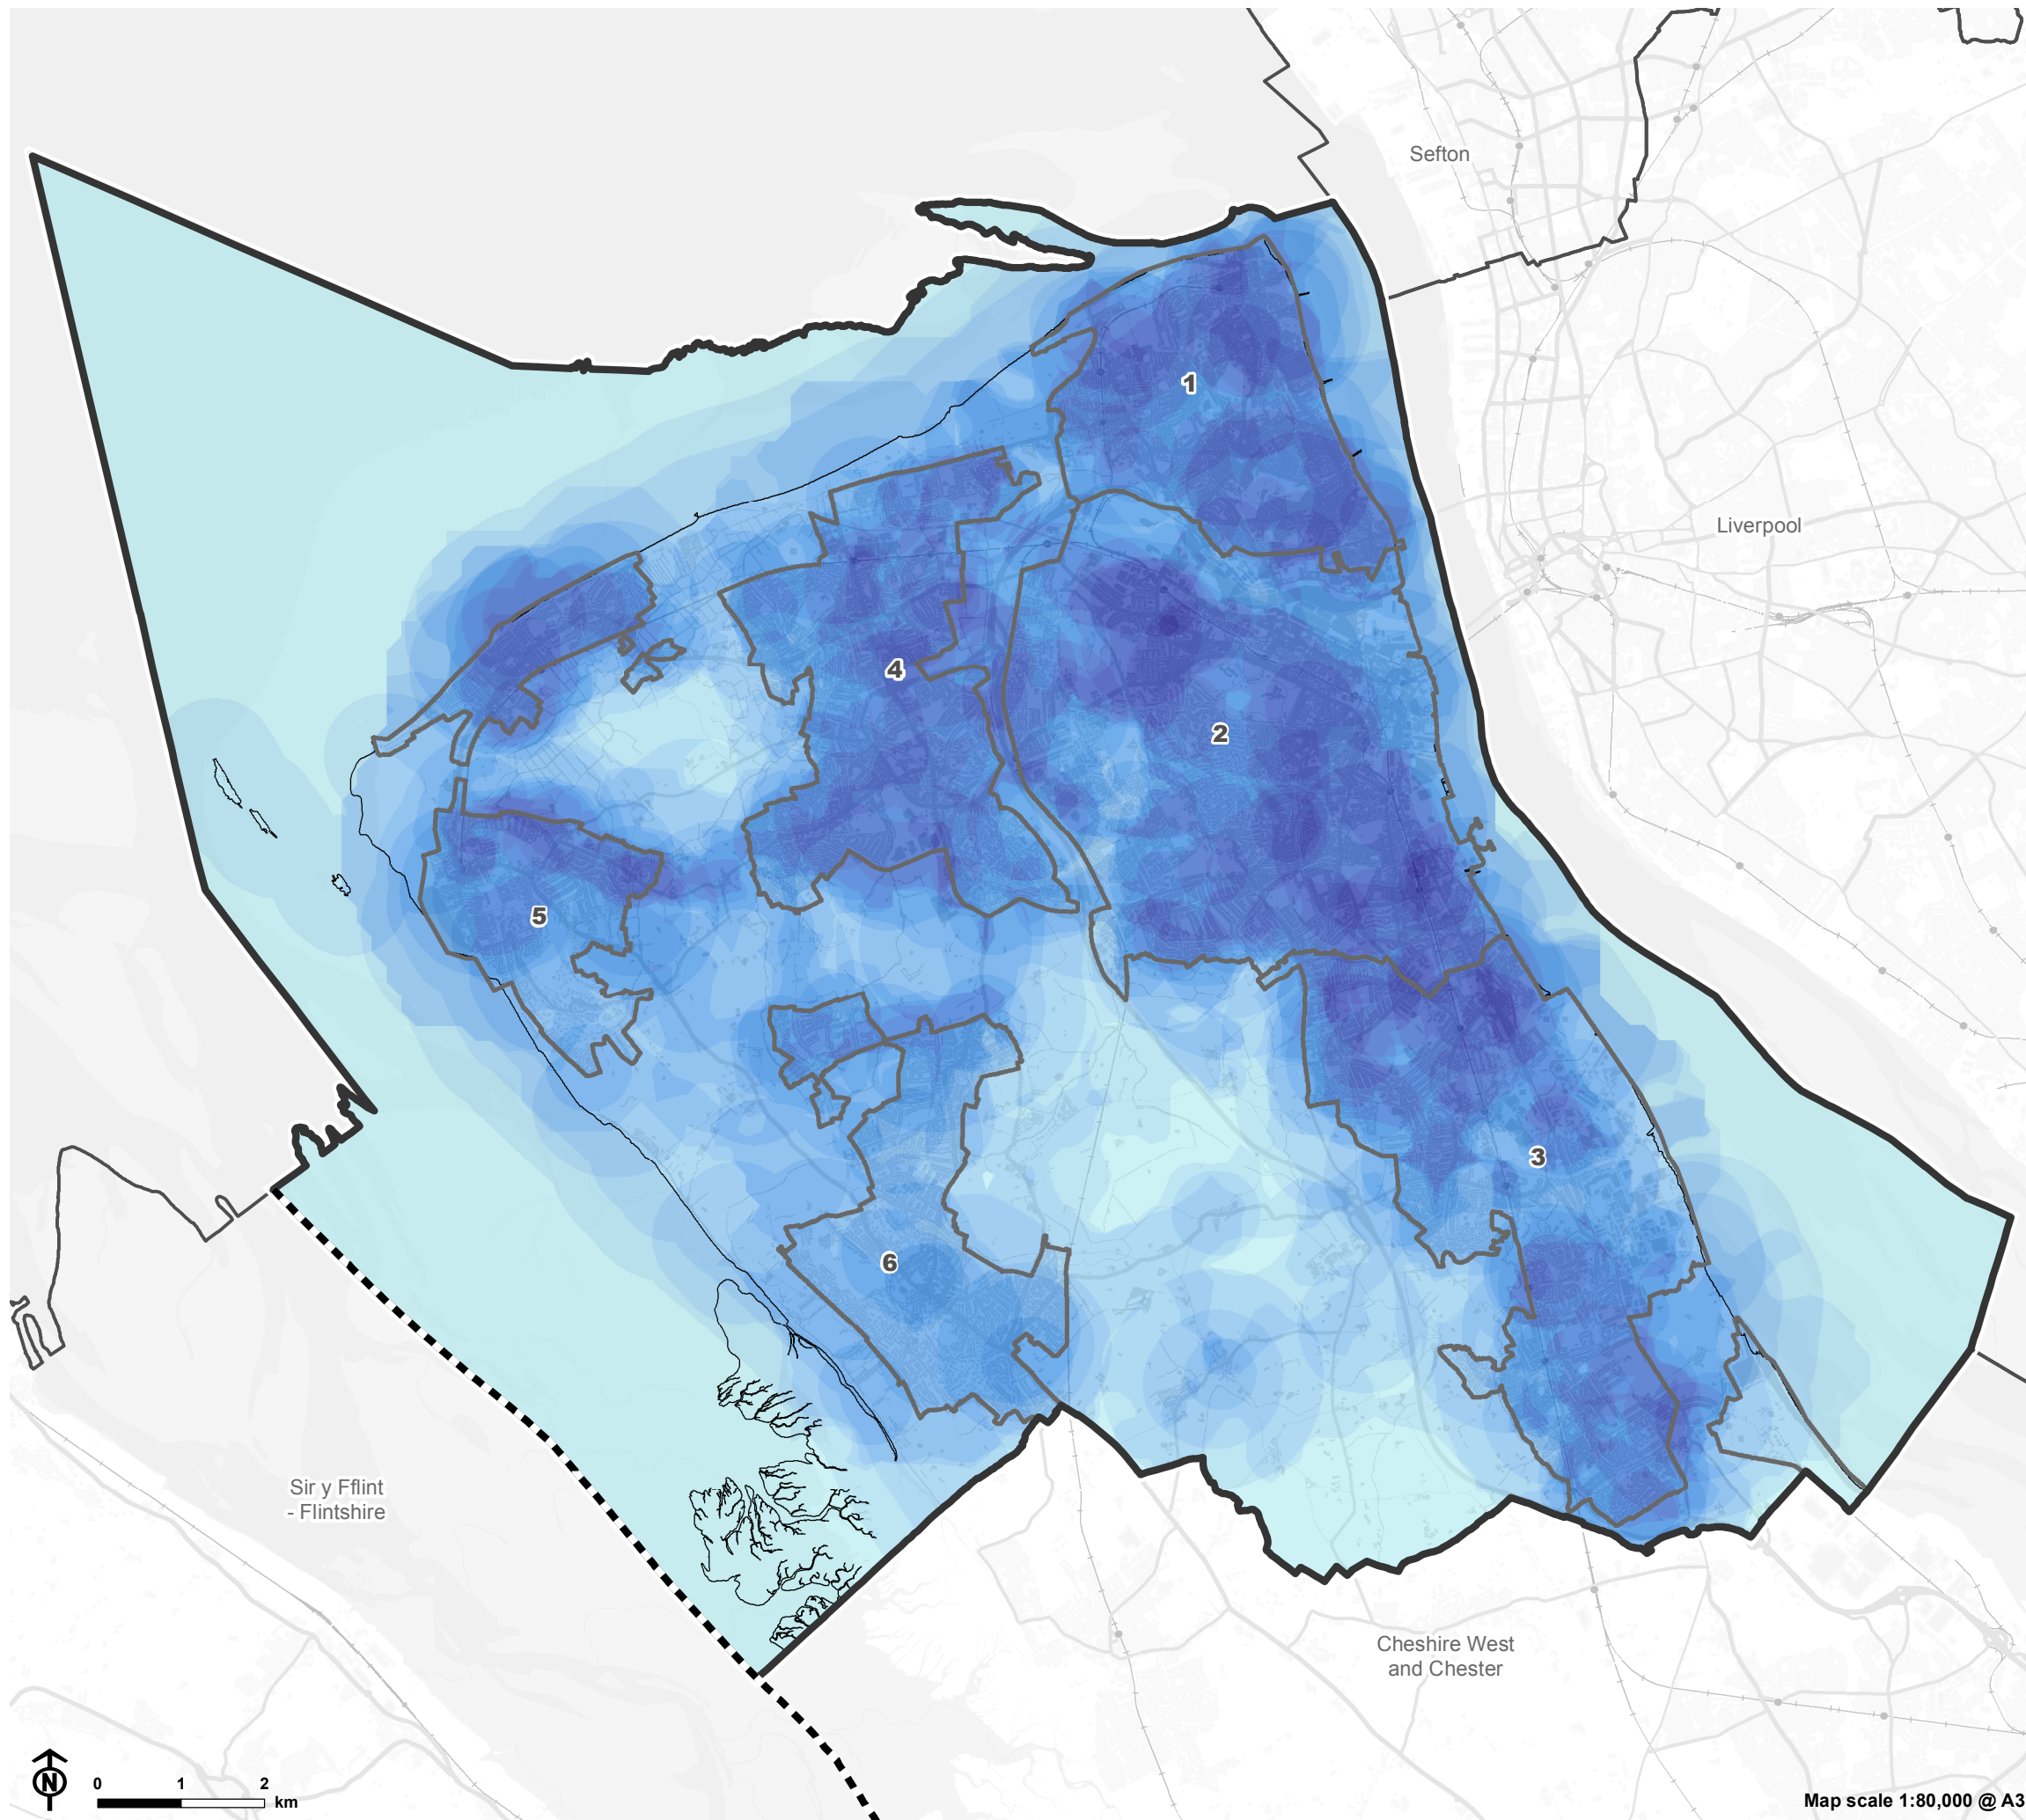 Sefton
1
Liverpool
4
2
5
3
6
Sir y Fflint
- Flintshire
Cheshire West
and Chester
N
0 1 2
km
Map scale 1:80,000 @ A3